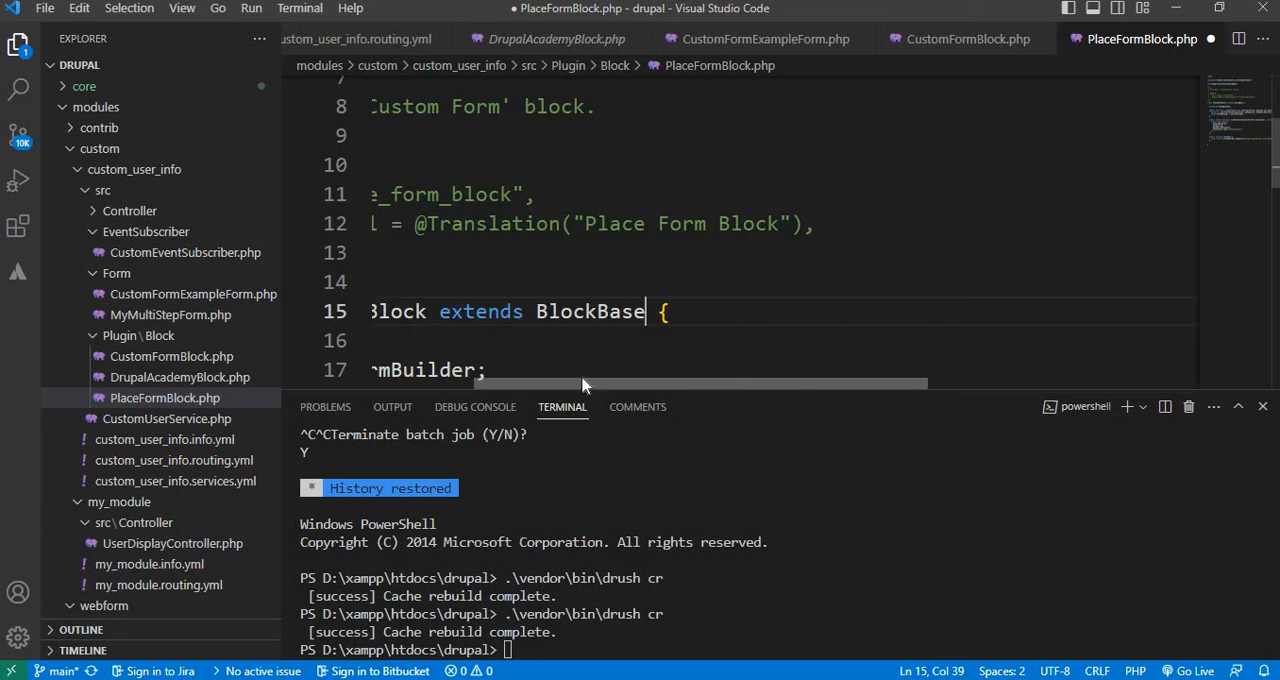 File Edit Selection View Go Run Terminal Help
PlaceFormBlock.php - drupal - Visual Studio Code
EXPLORER
custom_user_info.routing.yml DrupalAcademyBlock.php CustomFormExampleForm.php CustomFormBlock.php PlaceFormBlock.php
modules > custom > custom_user_info > src > Plugin > Block > PlaceFormBlock.php
DRUPAL
core
modules
contrib
custom
custom_user_info
src
Controller
EventSubscriber
CustomEventSubscriber.php
Form
CustomFormExampleForm.php
MyMultiStepForm.php
Plugin\Block
CustomFormBlock.php
DrupalAcademyBlock.php
PlaceFormBlock.php
CustomUserService.php
custom_user_info.info.yml
custom_user_info.routing.yml
custom_user_info.services.yml
my_module
src\Controller
UserDisplayController.php
my_module.info.yml
my_module.routing.yml
webform
OUTLINE
TIMELINE
1
10K
7
8 Custom Form' block.
9
10
11 e_form_block",
12 l = @Translation("Place Form Block"),
13
14
15 Block extends BlockBase {
16
17 rmBuilder;
PROBLEMS OUTPUT DEBUG CONSOLE TERMINAL COMMENTS
powershell
^C^CTerminate batch job (Y/N)?
Y
* History restored
Windows PowerShell
Copyright (C) 2014 Microsoft Corporation. All rights reserved.
PS D:\xampp\htdocs\drupal> .\vendor\bin\drush cr
[success] Cache rebuild complete.
PS D:\xampp\htdocs\drupal> .\vendor\bin\drush cr
[success] Cache rebuild complete.
PS D:\xampp\htdocs\drupal>
main* Sign in to Jira No active issue Sign in to Bitbucket 0 0 Ln 15, Col 39 Spaces: 2 UTF-8 CRLF PHP Go Live